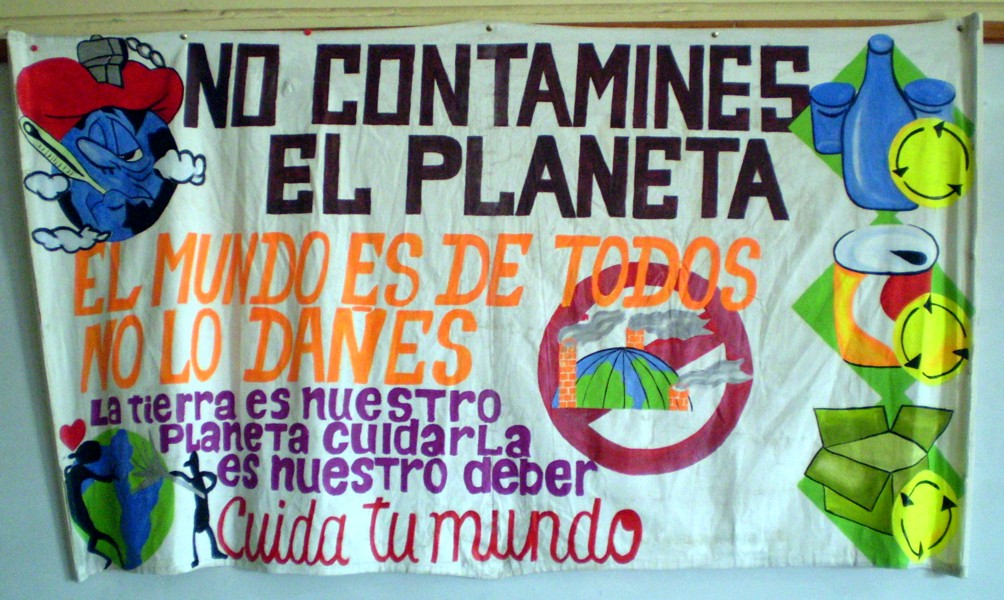 NO CONTAMINES
EL PLANETA
EL MUNDO ES DE TODOS
NO LO DAÑES
La tierra es nuestro
Planeta cuidarla
es nuestro deber
Cuida tu mundo